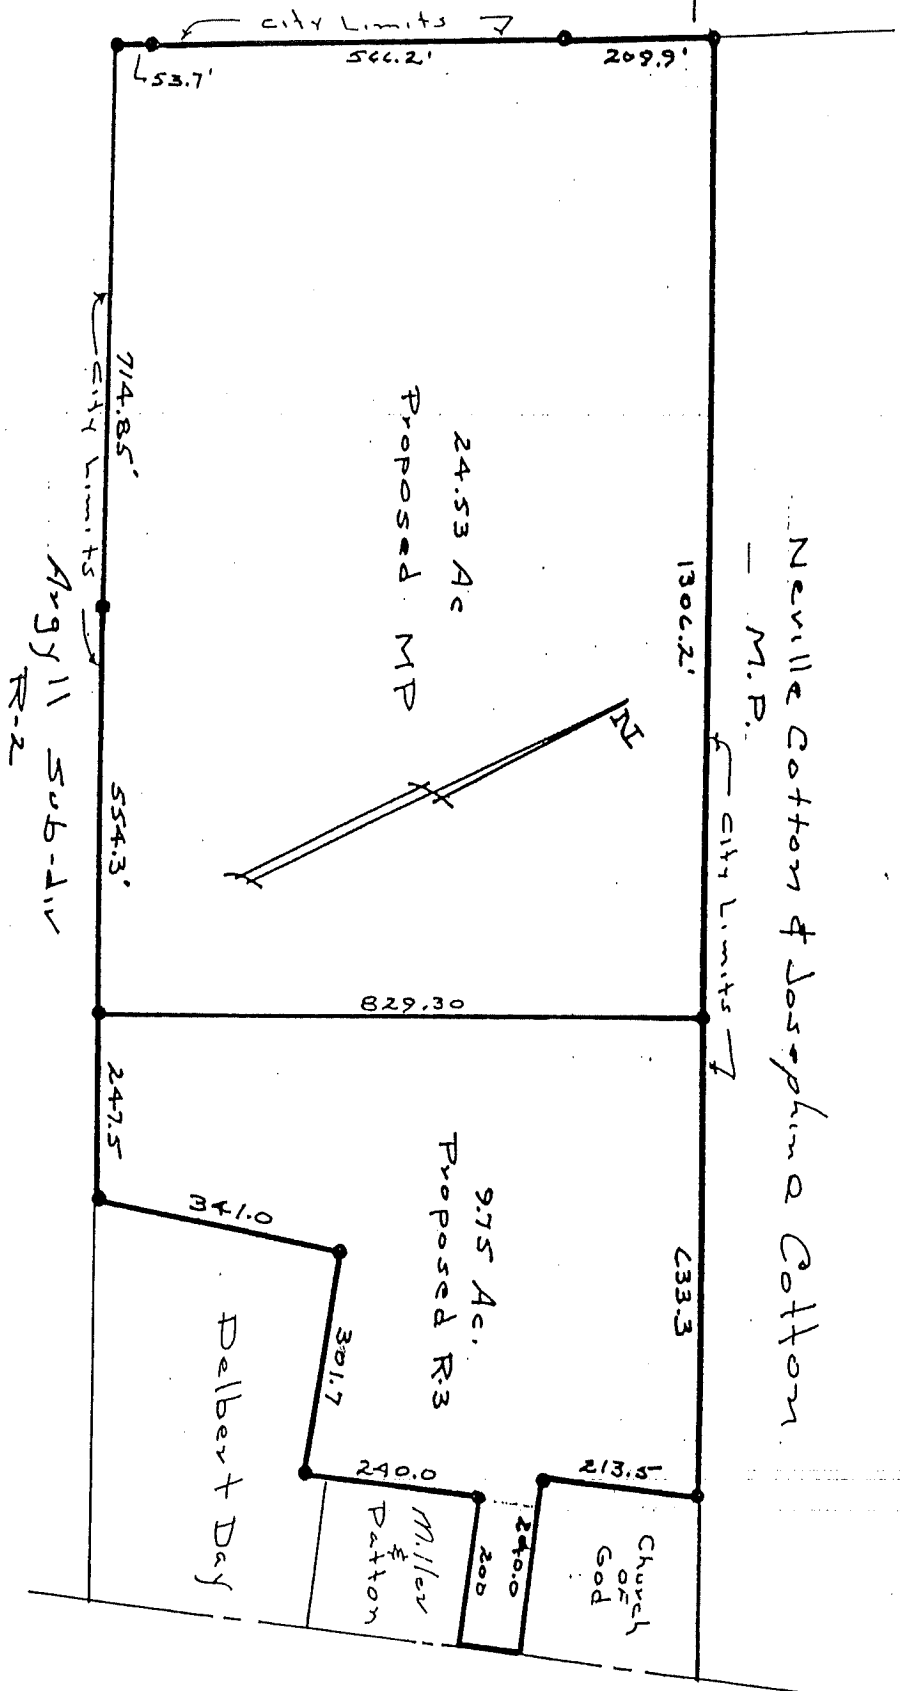 city Limits
53.7'
566.2'
209.9'
Neville Cotton & Josephine Cotton
— M.P.
1306.2'
City Limits
24.53 Ac
Proposed MP
N
714.85'
City Limits
554.3'
Argyll Sub-div
R-2
829.30
633.3
9.75 Ac.
Proposed R-3
247.5
341.0
301.7
240.0
213.5
240.0
200
Church
OF
God
Miller
&
Patton
Delbert Day